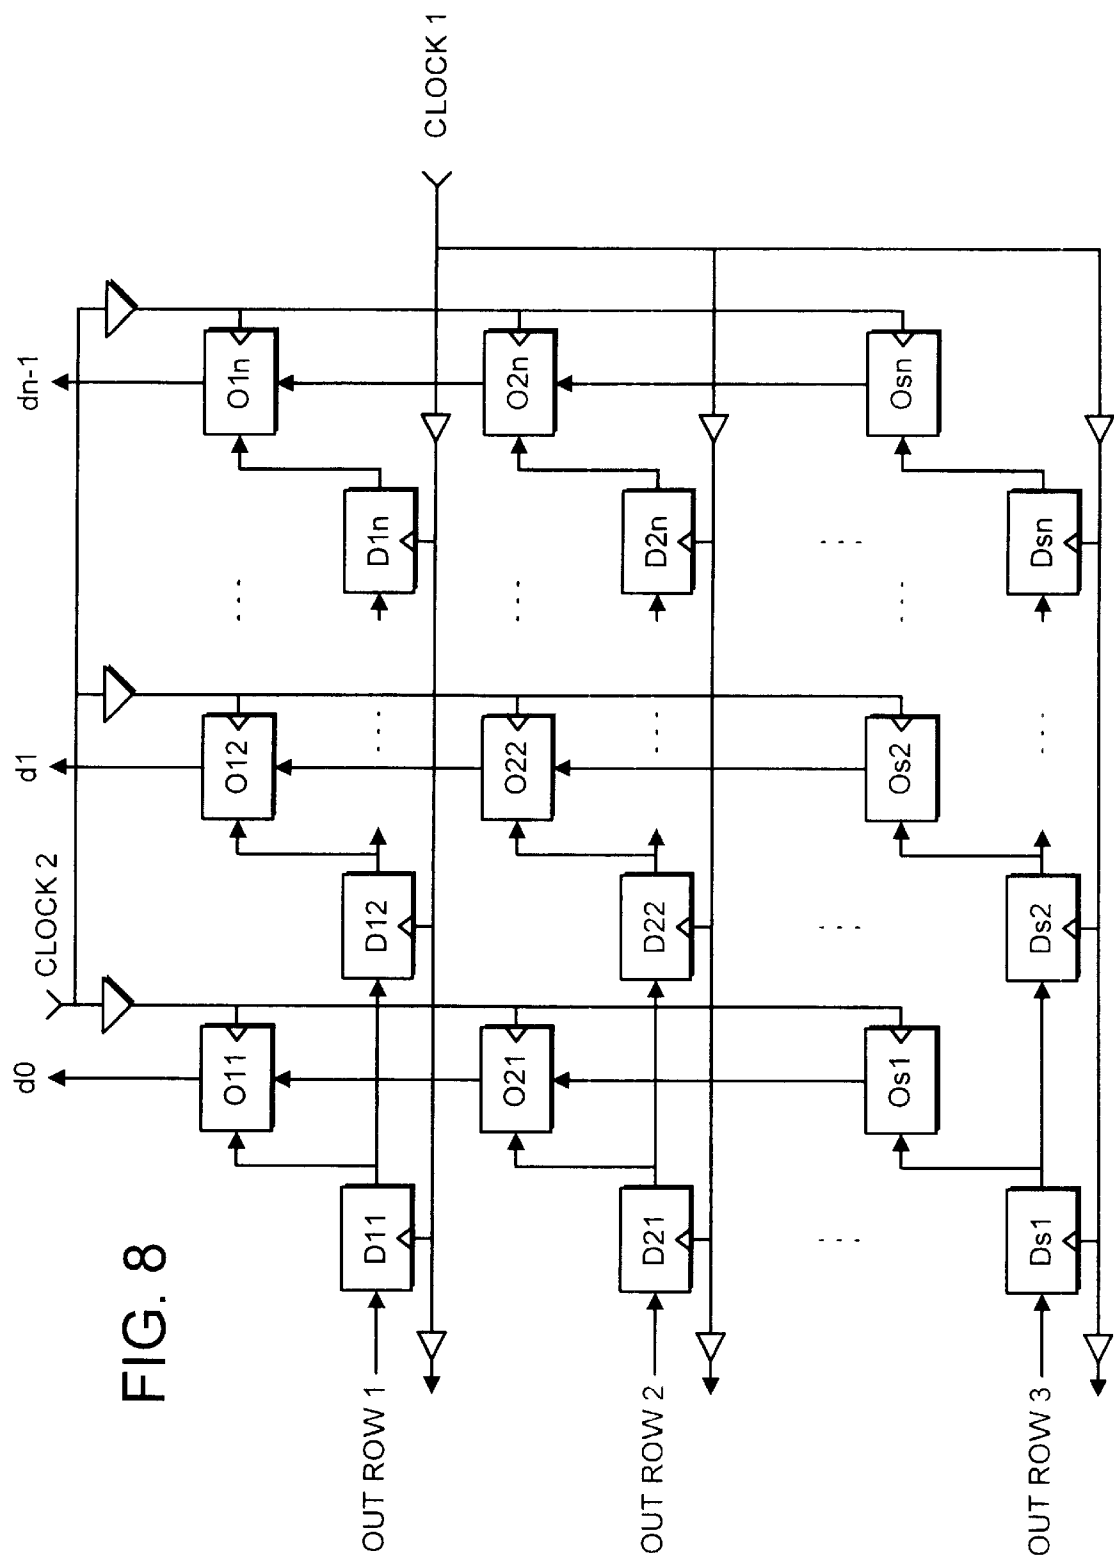 FIG. 8
d0
CLOCK 2
d1
dn-1
O11
O12
O1n
D11
D12
D1n
OUT ROW 1
CLOCK 1
O21
O22
O2n
D21
D22
D2n
OUT ROW 2
Os1
Os2
Osn
Ds1
Ds2
Dsn
OUT ROW 3